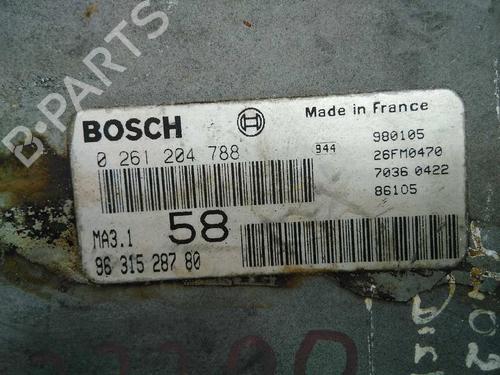 B-PARTS
BOSCH
Made in France
0 261 204 788
944
980105
26FM0470
7036 0422
86105
MA3.1
58
96 315 287 80